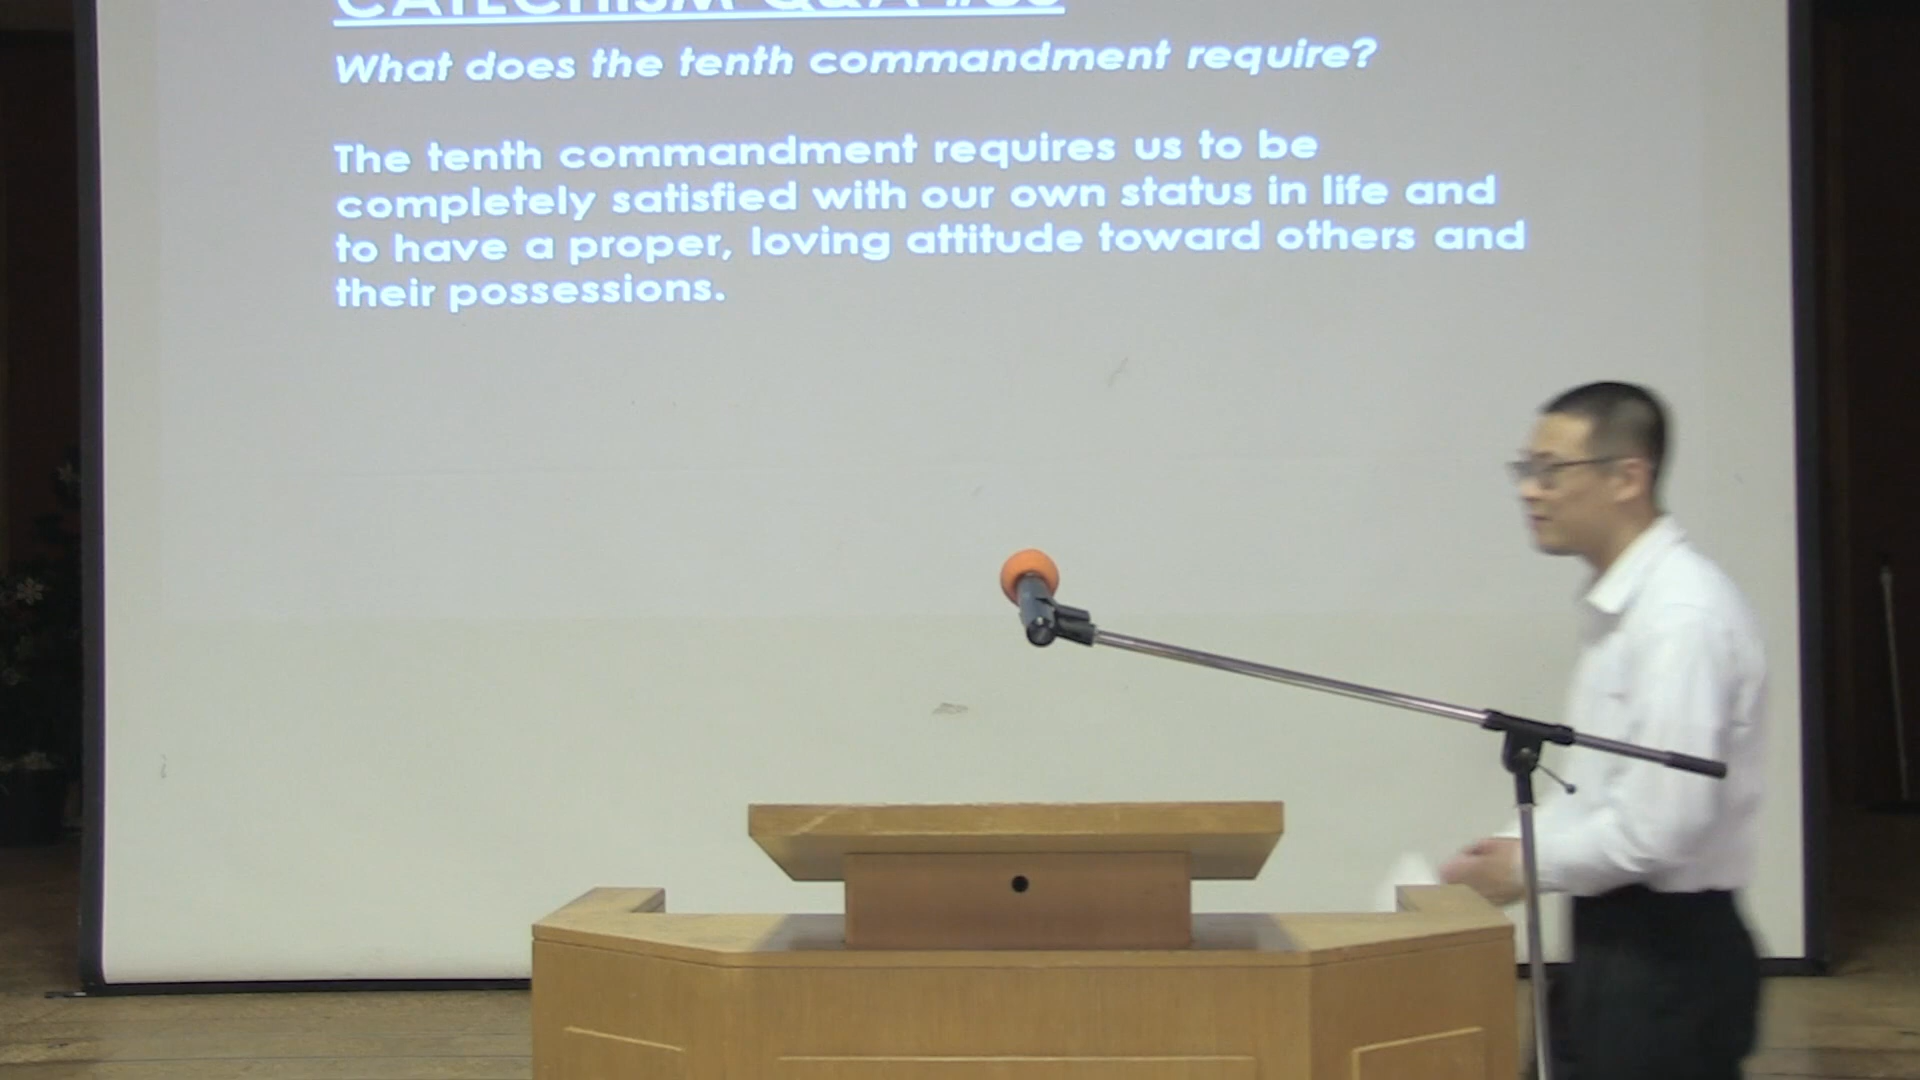 CATECHISM Q&A
What does the tenth commandment require?
The tenth commandment requires us to be
completely satisfied with our own status in life and
to have a proper, loving attitude toward others and
their possessions.